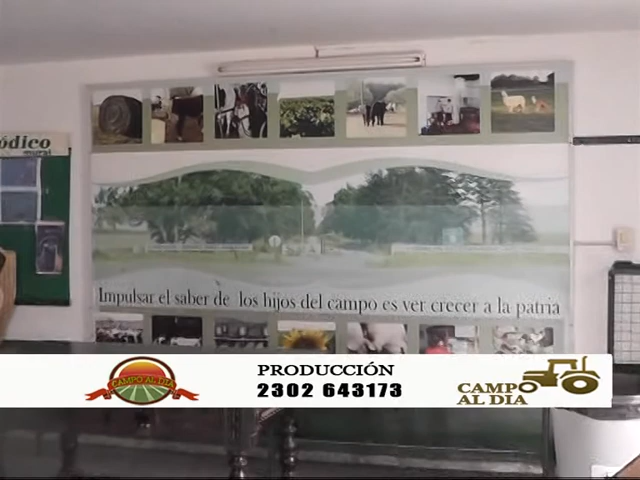 ódico
mural
Impulsar el saber de los hijos del campo es ver crecer a la patria
CAMPO AL DIA
PRODUCCIÓN
2302 643173
CAMPO
AL DIA